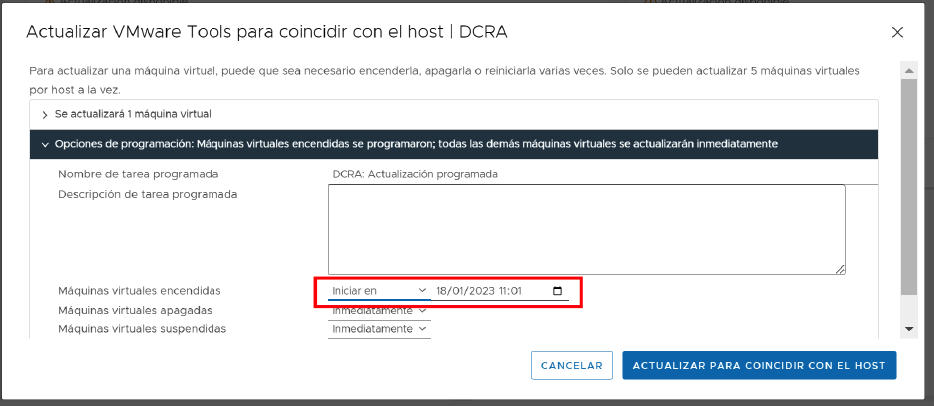 Actualización disponible
Actualización disponible
Actualizar VMware Tools para coincidir con el host | DCRA
Para actualizar una máquina virtual, puede que sea necesario encenderla, apagarla o reiniciarla varias veces. Solo se pueden actualizar 5 máquinas virtuales
por host a la vez.
Se actualizará 1 máquina virtual
Opciones de programación: Máquinas virtuales encendidas se programaron; todas las demás máquinas virtuales se actualizarán inmediatamente
Nombre de tarea programada DCRA: Actualización programada
Descripción de tarea programada
Máquinas virtuales encendidas Iniciar en 18/01/2023 11:01
Máquinas virtuales apagadas Inmediatamente
Máquinas virtuales suspendidas Inmediatamente
CANCELAR ACTUALIZAR PARA COINCIDIR CON EL HOST